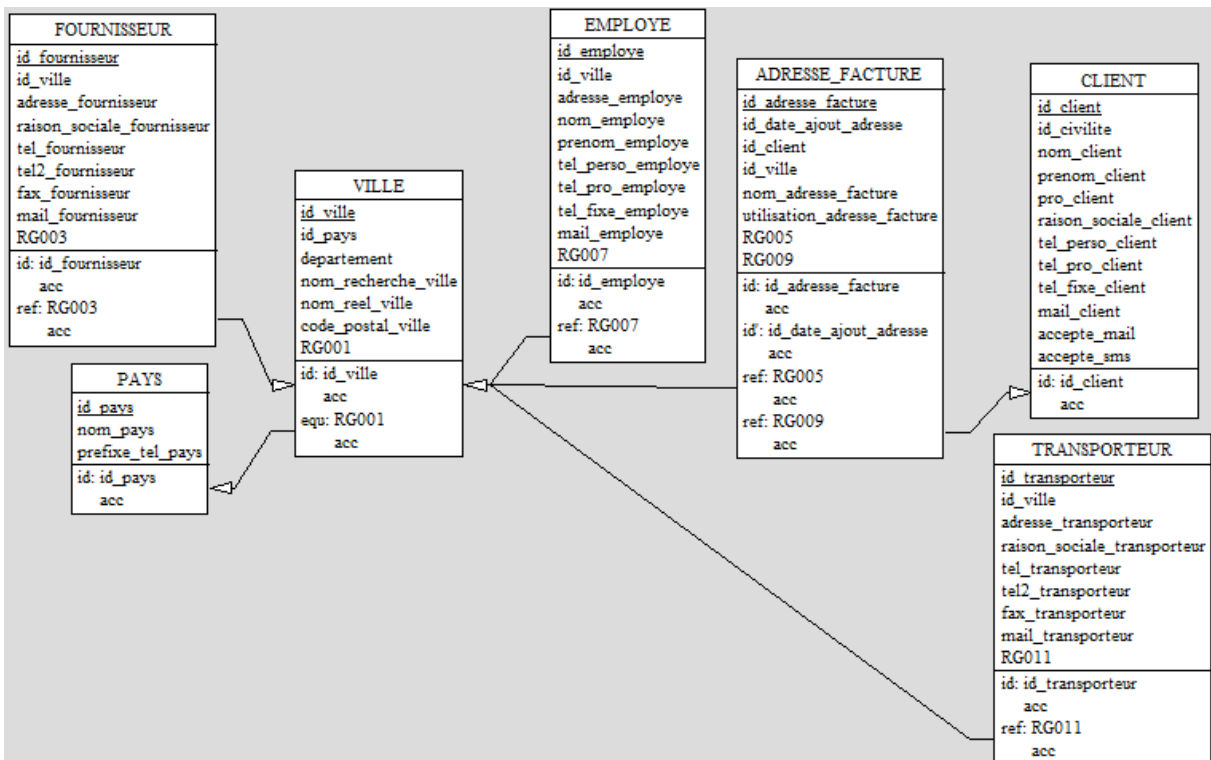 FOURNISSEUR
id_fournisseur
id_ville
adresse_fournisseur
raison_sociale_fournisseur
tel_fournisseur
tel2_fournisseur
fax_fournisseur
mail_fournisseur
RG003
id: id_fournisseur
acc
ref: RG003
acc
PAYS
id_pays
nom_pays
prefixe_tel_pays
id: id_pays
acc
VILLE
id_ville
id_pays
departement
nom_recherche_ville
nom_reel_ville
code_postal_ville
RG001
id: id_ville
acc
equ: RG001
acc
EMPLOYE
id_employe
id_ville
adresse_employe
nom_employe
prenom_employe
tel_perso_employe
tel_pro_employe
tel_fixe_employe
mail_employe
RG007
id: id_employe
acc
ref: RG007
acc
ADRESSE_FACTURE
id_adresse_facture
id_date_ajout_adresse
id_client
id_ville
nom_adresse_facture
utilisation_adresse_facture
RG005
RG009
id: id_adresse_facture
acc
id': id_date_ajout_adresse
acc
ref: RG005
acc
ref: RG009
acc
CLIENT
id_client
id_civilite
nom_client
prenom_client
pro_client
raison_sociale_client
tel_perso_client
tel_pro_client
tel_fixe_client
mail_client
accepte_mail
accepte_sms
id: id_client
acc
TRANSPORTEUR
id_transporteur
id_ville
adresse_transporteur
raison_sociale_transporteur
tel_transporteur
tel2_transporteur
fax_transporteur
mail_transporteur
RG011
id: id_transporteur
acc
ref: RG011
acc